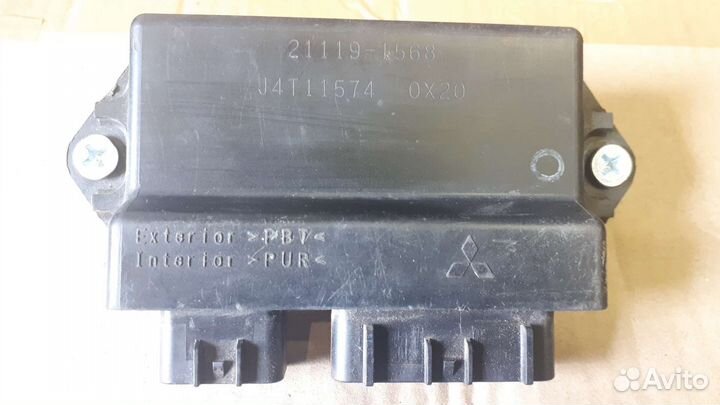 21119-1568
J4T11574 0X20
Exterior >PBT<
Interior >PUR<
Avito